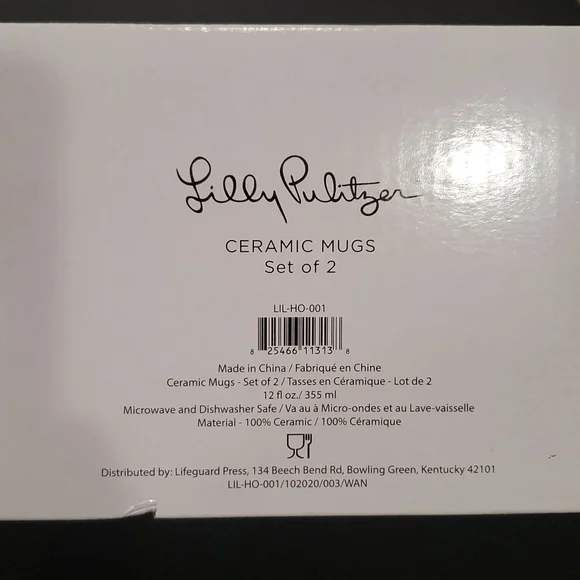 Lilly Pulitzer
CERAMIC MUGS
Set of 2
LIL-HO-001
8 25466 11313 8
Made in China / Fabriqué en Chine
Ceramic Mugs - Set of 2 / Tasses en Céramique - Lot de 2
12 fl oz./ 355 ml
Microwave and Dishwasher Safe / Va au à Micro-ondes et au Lave-vaisselle
Material - 100% Ceramic / 100% Céramique
Distributed by: Lifeguard Press, 134 Beech Bend Rd, Bowling Green, Kentucky 42101
LIL-HO-001/102020/003/WAN